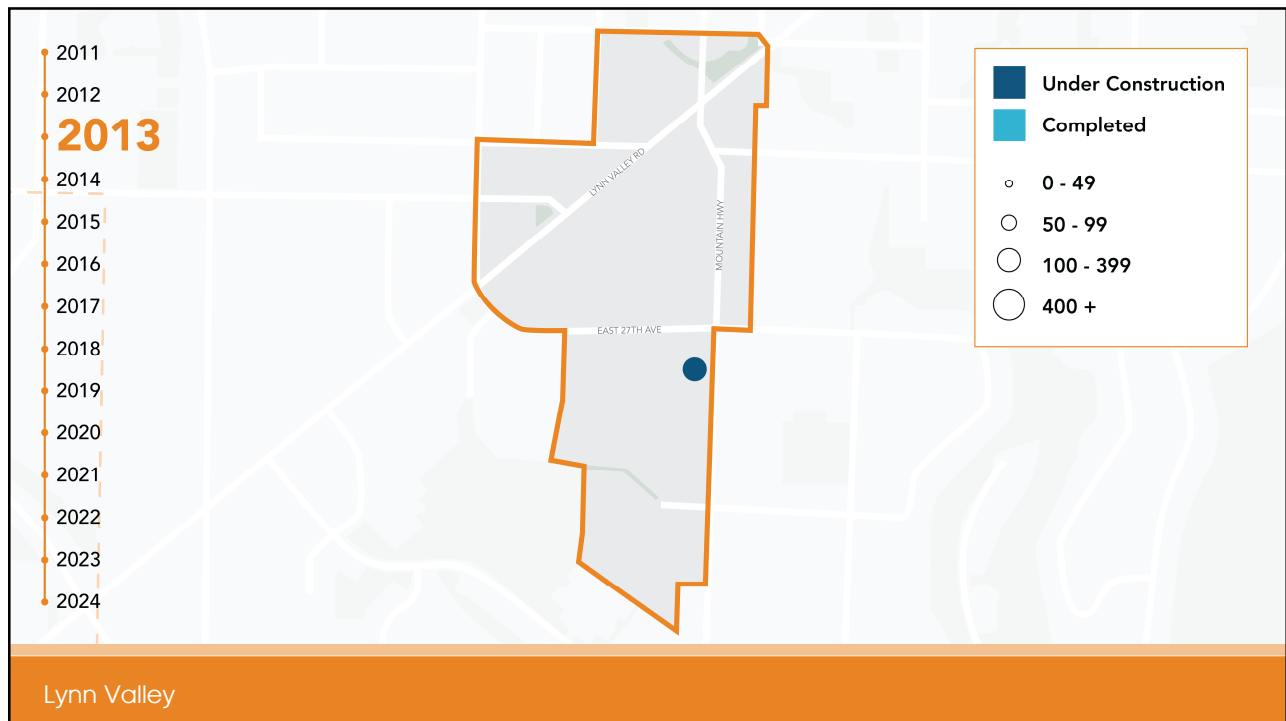 2011
2012
2013
2014
2015
2016
2017
2018
2019
2020
2021
2022
2023
2024
LYNN VALLEY RD
MOUNTAIN HWY
EAST 27TH AVE
Under Construction
Completed
0 - 49
50 - 99
100 - 399
400 +
Lynn Valley